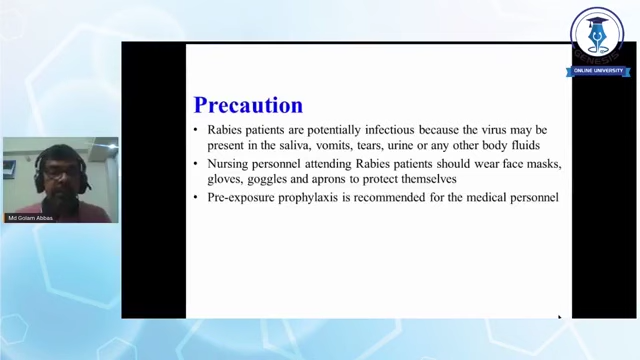 GENESIS
ONLINE UNIVERSITY
Precaution
• Rabies patients are potentially infectious because the virus may be
present in the saliva, vomits, tears, urine or any other body fluids
• Nursing personnel attending Rabies patients should wear face masks,
gloves, goggles and aprons to protect themselves
• Pre-exposure prophylaxis is recommended for the medical personnel
Md Golam Abbas